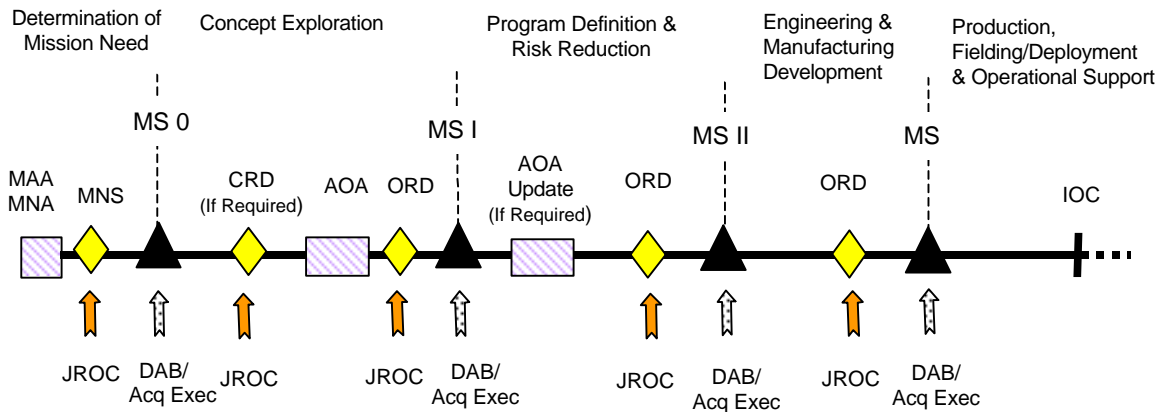 Determination of
Mission Need
Concept Exploration
Program Definition &
Risk Reduction
Engineering &
Manufacturing
Development
Production,
Fielding/Deployment
& Operational Support
MS 0
MS I
MS II
MS
MAA
MNA
MNS
CRD
(If Required)
AOA
ORD
AOA
Update
(If Required)
ORD
ORD
IOC
JROC
DAB/
Acq Exec
JROC
JROC
DAB/
Acq Exec
JROC
DAB/
Acq Exec
JROC
DAB/
Acq Exec